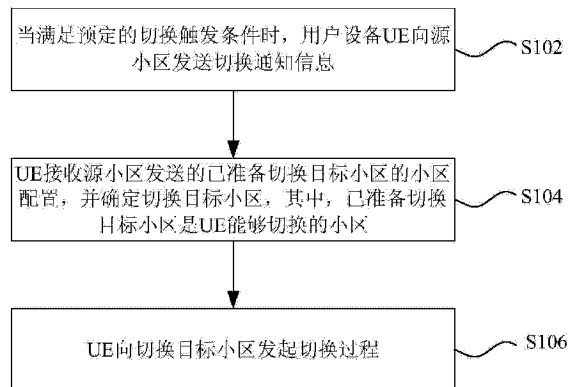 当满足预定的切换触发条件时，用户设备UE向源
小区发送切换通知信息
S102
UE接收源小区发送的已准备切换目标小区的小区
配置，并确定切换目标小区，其中，已准备切换
目标小区是UE能够切换的小区
S104
UE向切换目标小区发起切换过程
S106